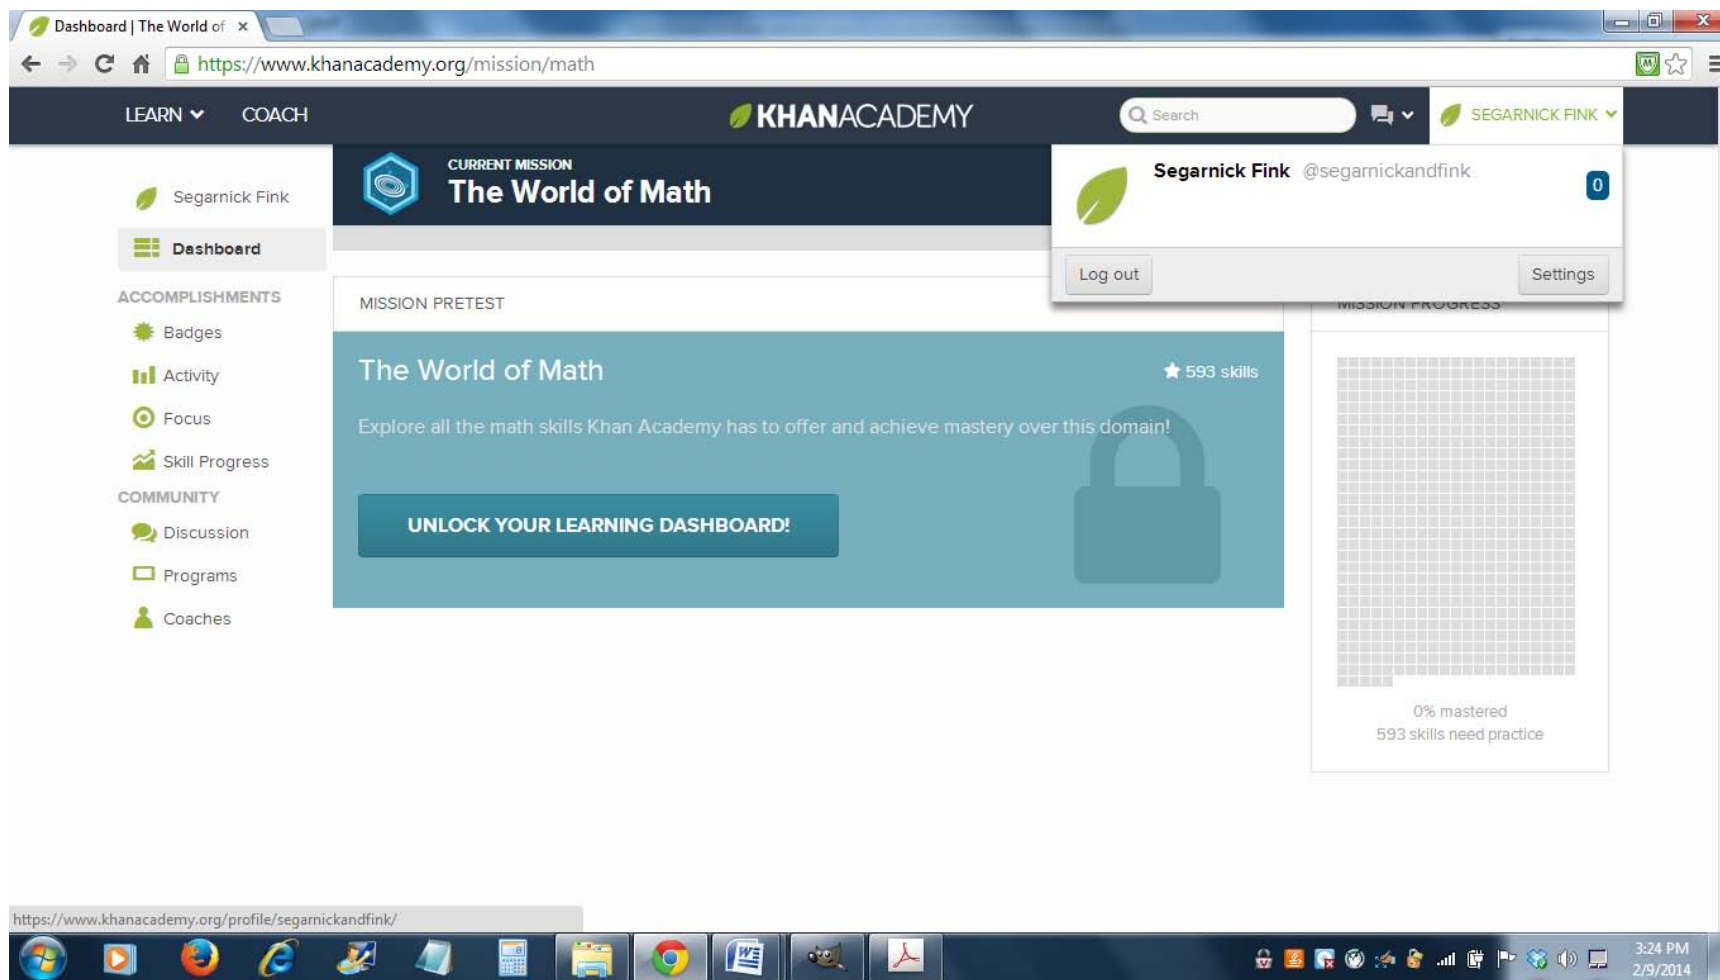 Dashboard | The World of
https://www.khanacademy.org/mission/math
LEARN COACH KHANACADEMY Search SEGARNICK FINK
Segarnick Fink @segarnickandfink 0
Log out Settings
Segarnick Fink
Dashboard
ACCOMPLISHMENTS
Badges
Activity
Focus
Skill Progress
COMMUNITY
Discussion
Programs
Coaches
CURRENT MISSION
The World of Math
MISSION PRETEST
The World of Math
593 skills
Explore all the math skills Khan Academy has to offer and achieve mastery over this domain!
UNLOCK YOUR LEARNING DASHBOARD!
MISSION PROGRESS
0% mastered
593 skills need practice
https://www.khanacademy.org/profile/segarnickandfink/
3:24 PM
2/9/2014